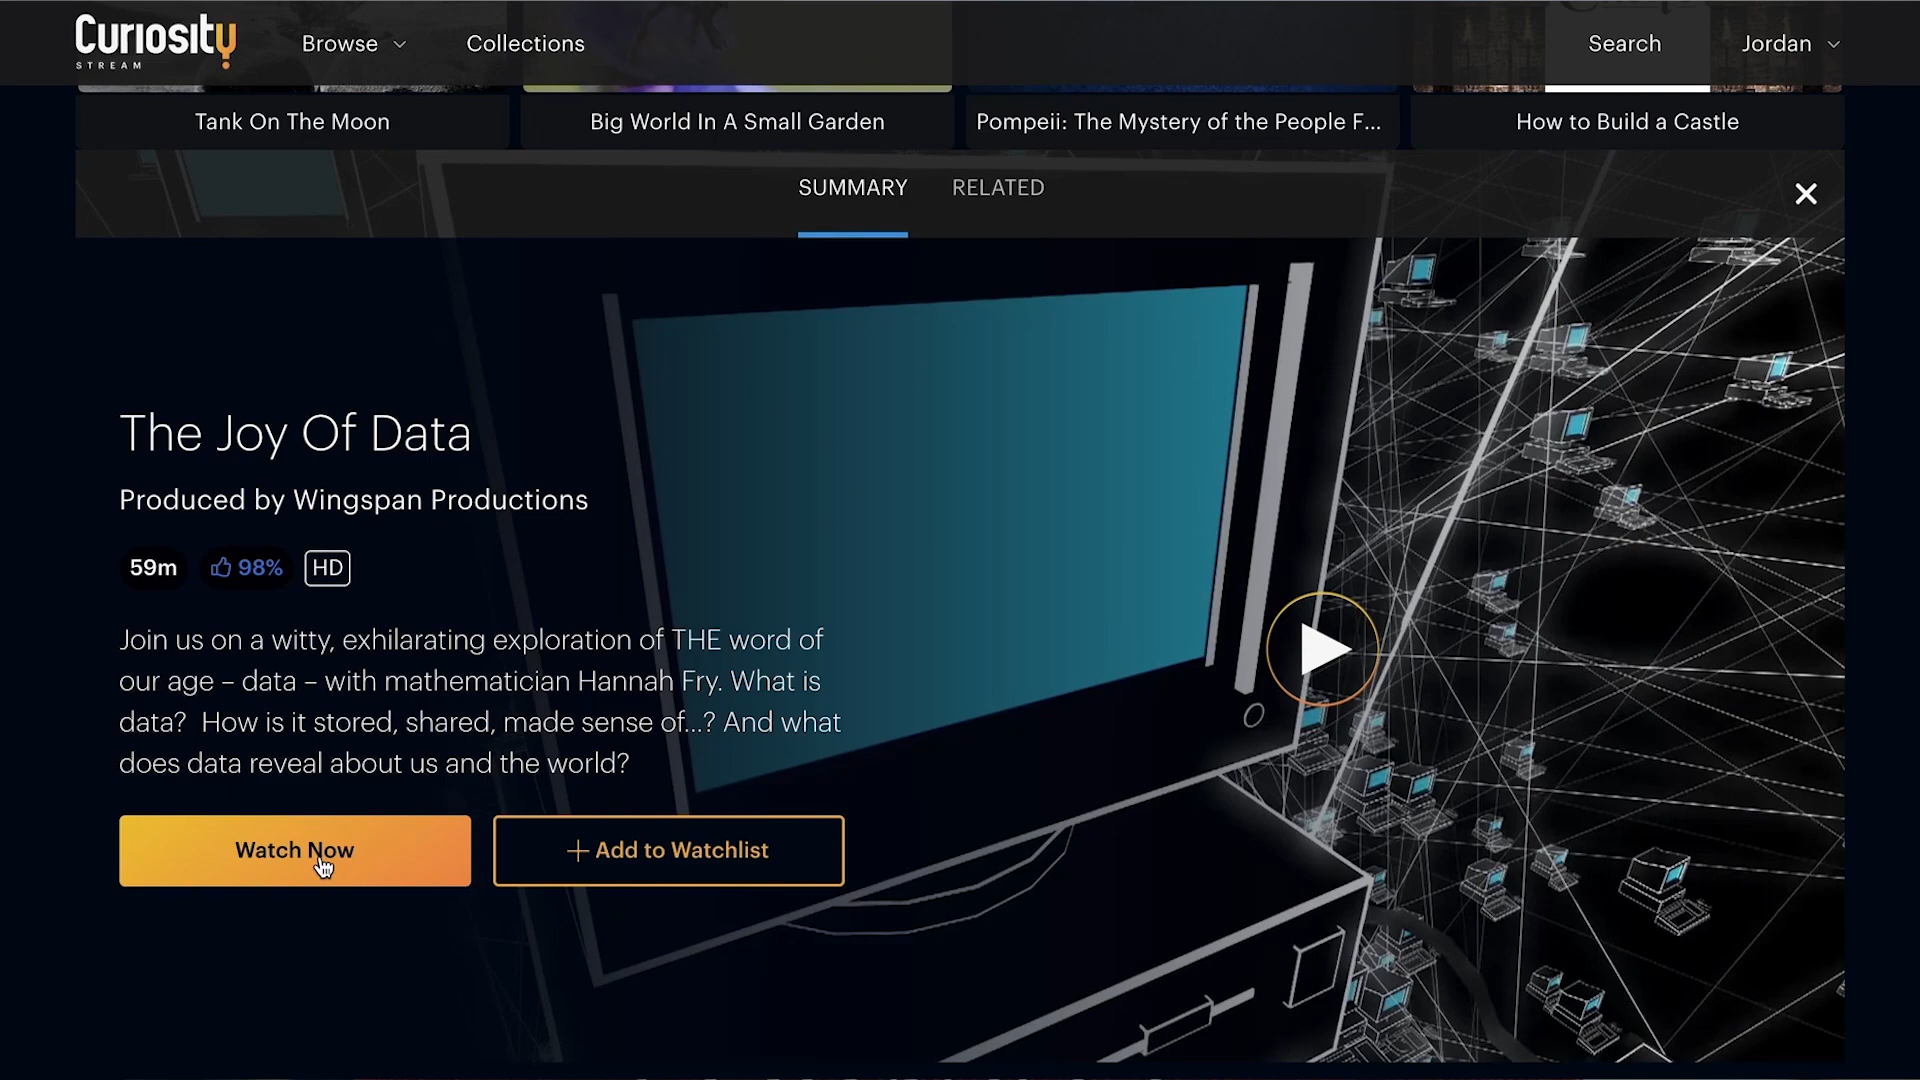 Curiosity
STREAM
Browse
Collections
Search
Jordan
Tank On The Moon
Big World In A Small Garden
Pompeii: The Mystery of the People F...
How to Build a Castle
SUMMARY
RELATED
The Joy Of Data
Produced by Wingspan Productions
59m
98%
HD
Join us on a witty, exhilarating exploration of THE word of
our age – data – with mathematician Hannah Fry. What is
data?  How is it stored, shared, made sense of...? And what
does data reveal about us and the world?
Watch Now
+ Add to Watchlist